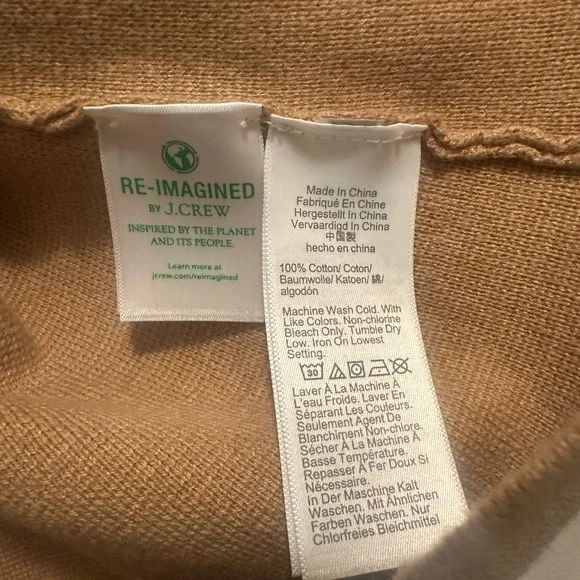 RE-IMAGINED
BY J.CREW
INSPIRED BY THE PLANET
AND ITS PEOPLE.
Learn more at
jcrew.com/reimagined
Made In China
Fabriqué En Chine
Hergestellt In China
Vervaardigd In China
中国製
hecho en china
100% Cotton/ Coton/
Baumwolle/ Katoen/ 綿/
algodón
Machine Wash Cold. With
Like Colors. Non-chlorine
Bleach Only. Tumble Dry
Low. Iron On Lowest
Setting.
30
Laver À La Machine À
L'eau Froide. Laver En
Séparant Les Couleurs.
Seulement Agent De
Blanchiment Non-chlore.
Sécher À La Machine À
Basse Température.
Repasser À Fer Doux Si
Nécessaire.
In Der Maschine Kalt
Waschen. Mit Ähnlichen
Farben Waschen. Nur
Chlorfreies Bleichmittel